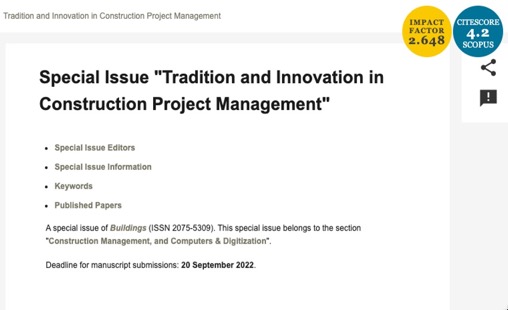 Tradition and Innovation in Construction Project Management
IMPACT
FACTOR
2.648
CITESCORE
4.2
SCOPUS
Special Issue "Tradition and Innovation in
Construction Project Management"
Special Issue Editors
Special Issue Information
Keywords
Published Papers
A special issue of Buildings (ISSN 2075-5309). This special issue belongs to the section
"Construction Management, and Computers & Digitization".
Deadline for manuscript submissions: 20 September 2022.